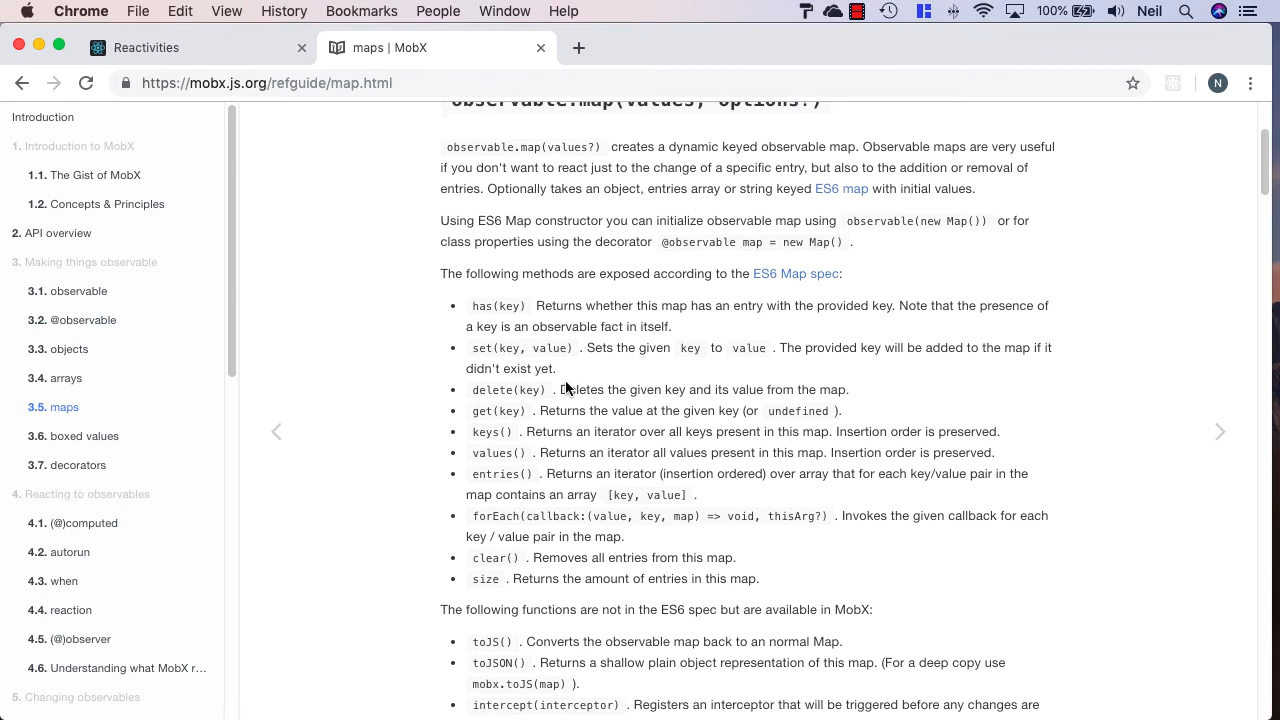 Chrome File Edit View History Bookmarks People Window Help 100% Neil
Reactivities
maps | MobX
https://mobx.js.org/refguide/map.html
N
Introduction
1. Introduction to MobX
1.1. The Gist of MobX
1.2. Concepts & Principles
2. API overview
3. Making things observable
3.1. observable
3.2. @observable
3.3. objects
3.4. arrays
3.5. maps
3.6. boxed values
3.7. decorators
4. Reacting to observables
4.1. (@)computed
4.2. autorun
4.3. when
4.4. reaction
4.5. (@)observer
4.6. Understanding what MobX r...
5. Changing observables
observable.map(values, options?)
observable.map(values?) creates a dynamic keyed observable map. Observable maps are very useful
if you don't want to react just to the change of a specific entry, but also to the addition or removal of
entries. Optionally takes an object, entries array or string keyed ES6 map with initial values.
Using ES6 Map constructor you can initialize observable map using observable(new Map()) or for
class properties using the decorator @observable map = new Map() .
The following methods are exposed according to the ES6 Map spec:
• has(key) Returns whether this map has an entry with the provided key. Note that the presence of
a key is an observable fact in itself.
• set(key, value) . Sets the given key to value . The provided key will be added to the map if it
didn't exist yet.
• delete(key) . Deletes the given key and its value from the map.
• get(key) . Returns the value at the given key (or undefined ).
• keys() . Returns an iterator over all keys present in this map. Insertion order is preserved.
• values() . Returns an iterator all values present in this map. Insertion order is preserved.
• entries() . Returns an iterator (insertion ordered) over array that for each key/value pair in the
map contains an array [key, value] .
• forEach(callback:(value, key, map) => void, thisArg?) . Invokes the given callback for each
key / value pair in the map.
• clear() . Removes all entries from this map.
• size . Returns the amount of entries in this map.
The following functions are not in the ES6 spec but are available in MobX:
• toJS() . Converts the observable map back to an normal Map.
• toJSON() . Returns a shallow plain object representation of this map. (For a deep copy use
mobx.toJS(map) ).
• intercept(interceptor) . Registers an interceptor that will be triggered before any changes are